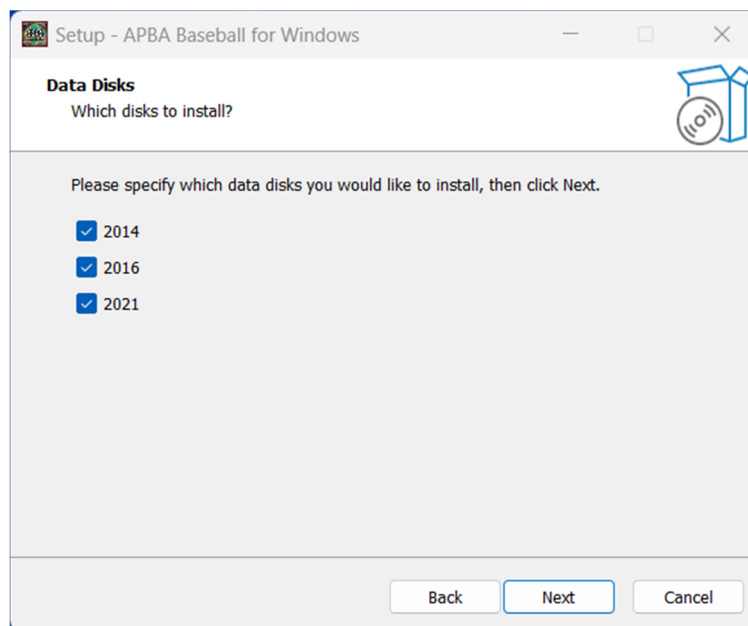 Setup - APBA Baseball for Windows
Data Disks
Which disks to install?
Please specify which data disks you would like to install, then click Next.
2014
2016
2021
Back Next Cancel